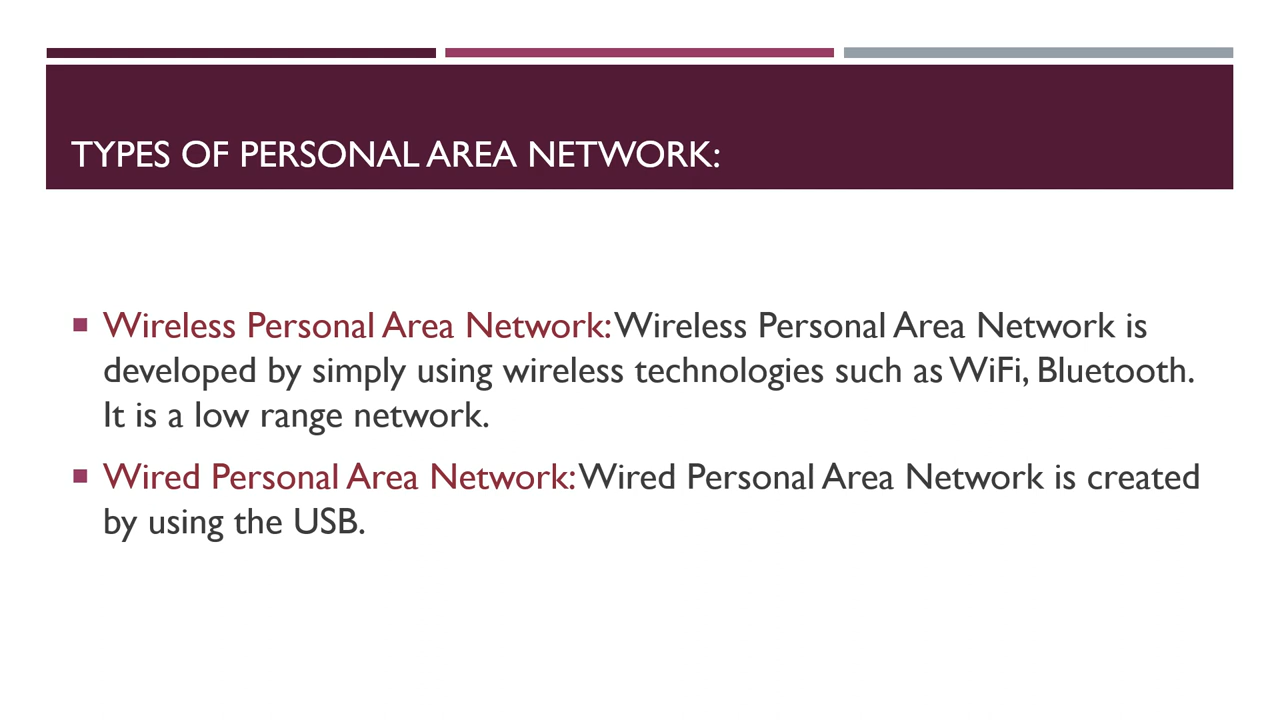 TYPES OF PERSONAL AREA NETWORK:
Wireless Personal Area Network: Wireless Personal Area Network is
developed by simply using wireless technologies such as WiFi, Bluetooth.
It is a low range network.
Wired Personal Area Network: Wired Personal Area Network is created
by using the USB.